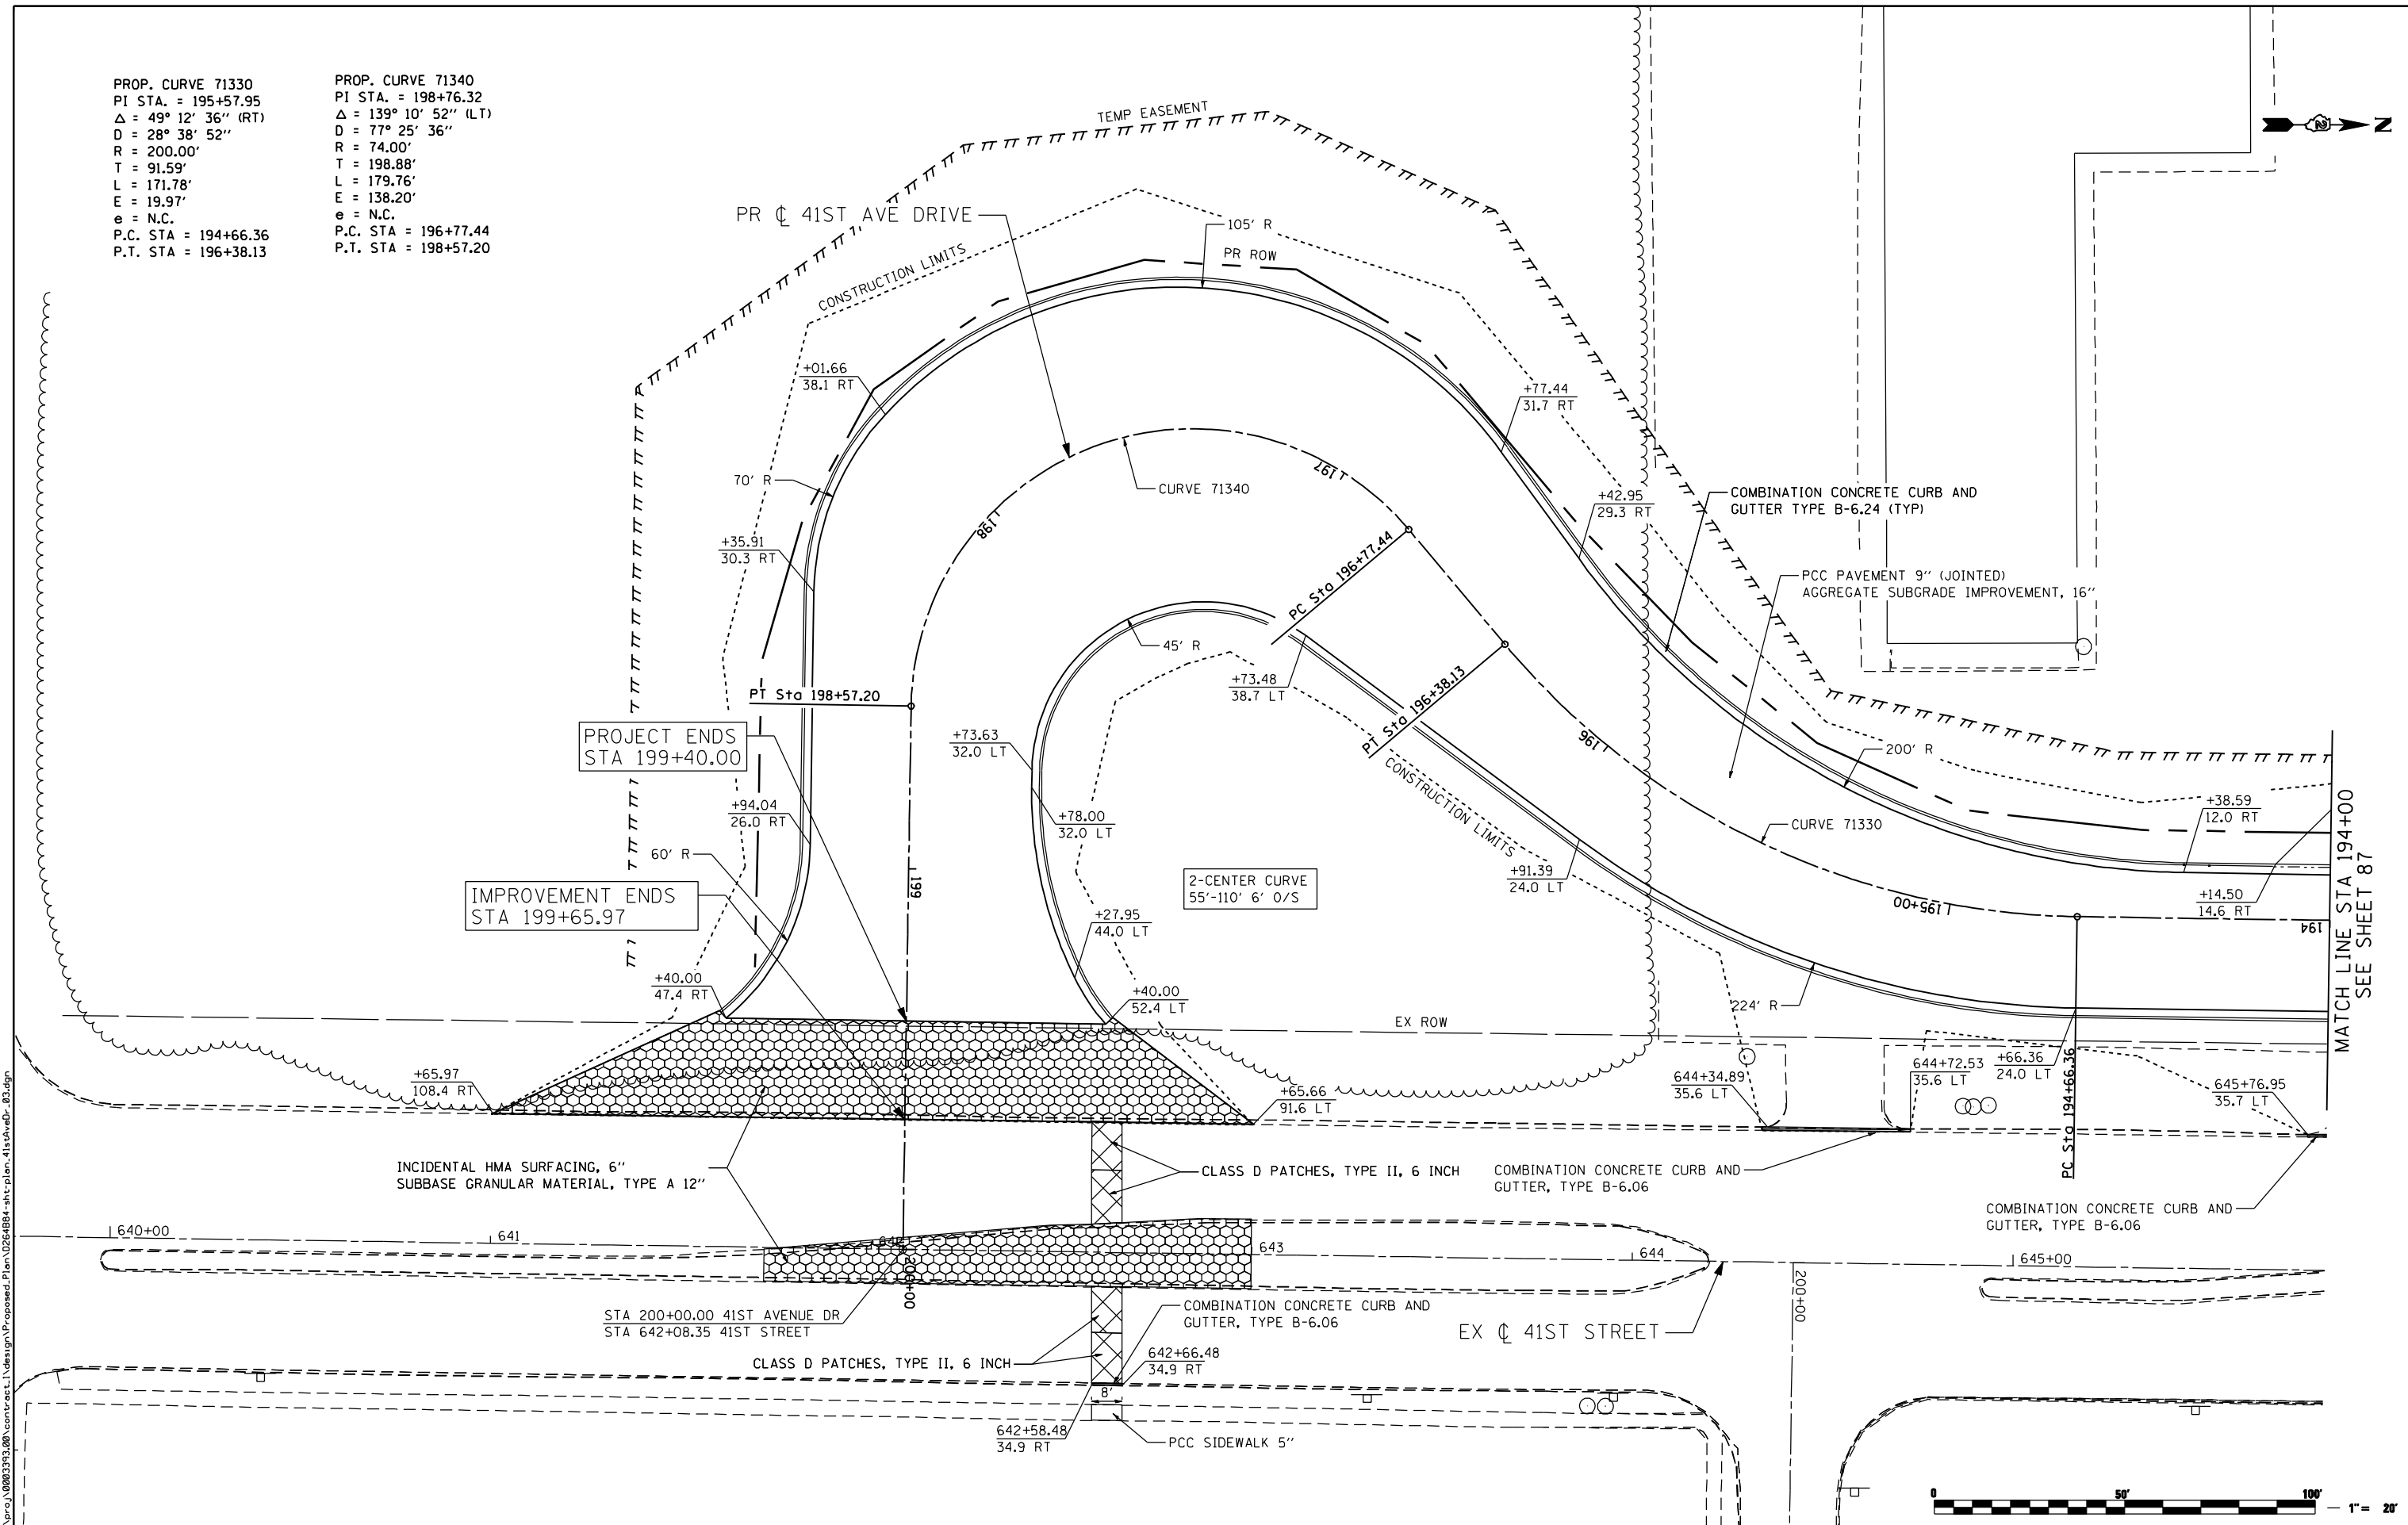 PROP. CURVE 71330
PI STA. = 195+57.95
Δ = 49° 12' 36" (RT)
D = 28° 38' 52"
R = 200.00'
T = 91.59'
L = 171.78'
E = 19.97'
e = N.C.
P.C. STA = 194+66.36
P.T. STA = 196+38.13
PROP. CURVE 71340
PI STA. = 198+76.32
Δ = 139° 10' 52" (LT)
D = 77° 25' 36"
R = 74.00'
T = 198.88'
L = 179.76'
E = 138.20'
e = N.C.
P.C. STA = 196+77.44
P.T. STA = 198+57.20
TEMP EASEMENT
N
PR ℄ 41ST AVE DRIVE
105' R
PR ROW
CONSTRUCTION LIMITS
+01.66
38.1 RT
+77.44
31.7 RT
70' R
197
CURVE 71340
198
+42.95
29.3 RT
COMBINATION CONCRETE CURB AND
GUTTER TYPE B-6.24 (TYP)
+35.91
30.3 RT
PC Sta 196+77.44
PCC PAVEMENT 9" (JOINTED)
AGGREGATE SUBGRADE IMPROVEMENT, 16"
45' R
+73.48
38.7 LT
PT Sta 196+38.13
PT Sta 198+57.20
PROJECT ENDS
STA 199+40.00
+73.63
32.0 LT
196
200' R
CONSTRUCTION LIMITS
+94.04
26.0 RT
+78.00
32.0 LT
CURVE 71330
+38.59
12.0 RT
60' R
199
2-CENTER CURVE
55'-110' 6' O/S
+91.39
24.0 LT
IMPROVEMENT ENDS
STA 199+65.97
195+00
+14.50
14.6 RT
194
MATCH LINE STA 194+00
SEE SHEET 87
+27.95
44.0 LT
+40.00
47.4 RT
+40.00
52.4 LT
224' R
EX ROW
+65.97
108.4 RT
+65.66
91.6 LT
644+34.89
35.6 LT
644+72.53
35.6 LT
+66.36
24.0 LT
PC Sta 194+66.36
645+76.95
35.7 LT
INCIDENTAL HMA SURFACING, 6"
SUBBASE GRANULAR MATERIAL, TYPE A 12"
CLASS D PATCHES, TYPE II, 6 INCH
COMBINATION CONCRETE CURB AND
GUTTER, TYPE B-6.06
COMBINATION CONCRETE CURB AND
GUTTER, TYPE B-6.06
640+00
641
643
644
645+00
200+00
200+00
STA 200+00.00 41ST AVENUE DR
STA 642+08.35 41ST STREET
COMBINATION CONCRETE CURB AND
GUTTER, TYPE B-6.06
EX ℄ 41ST STREET
CLASS D PATCHES, TYPE II, 6 INCH
642+66.48
34.9 RT
8'
642+58.48
34.9 RT
PCC SIDEWALK 5"
0 50' 100'
1" = 20'